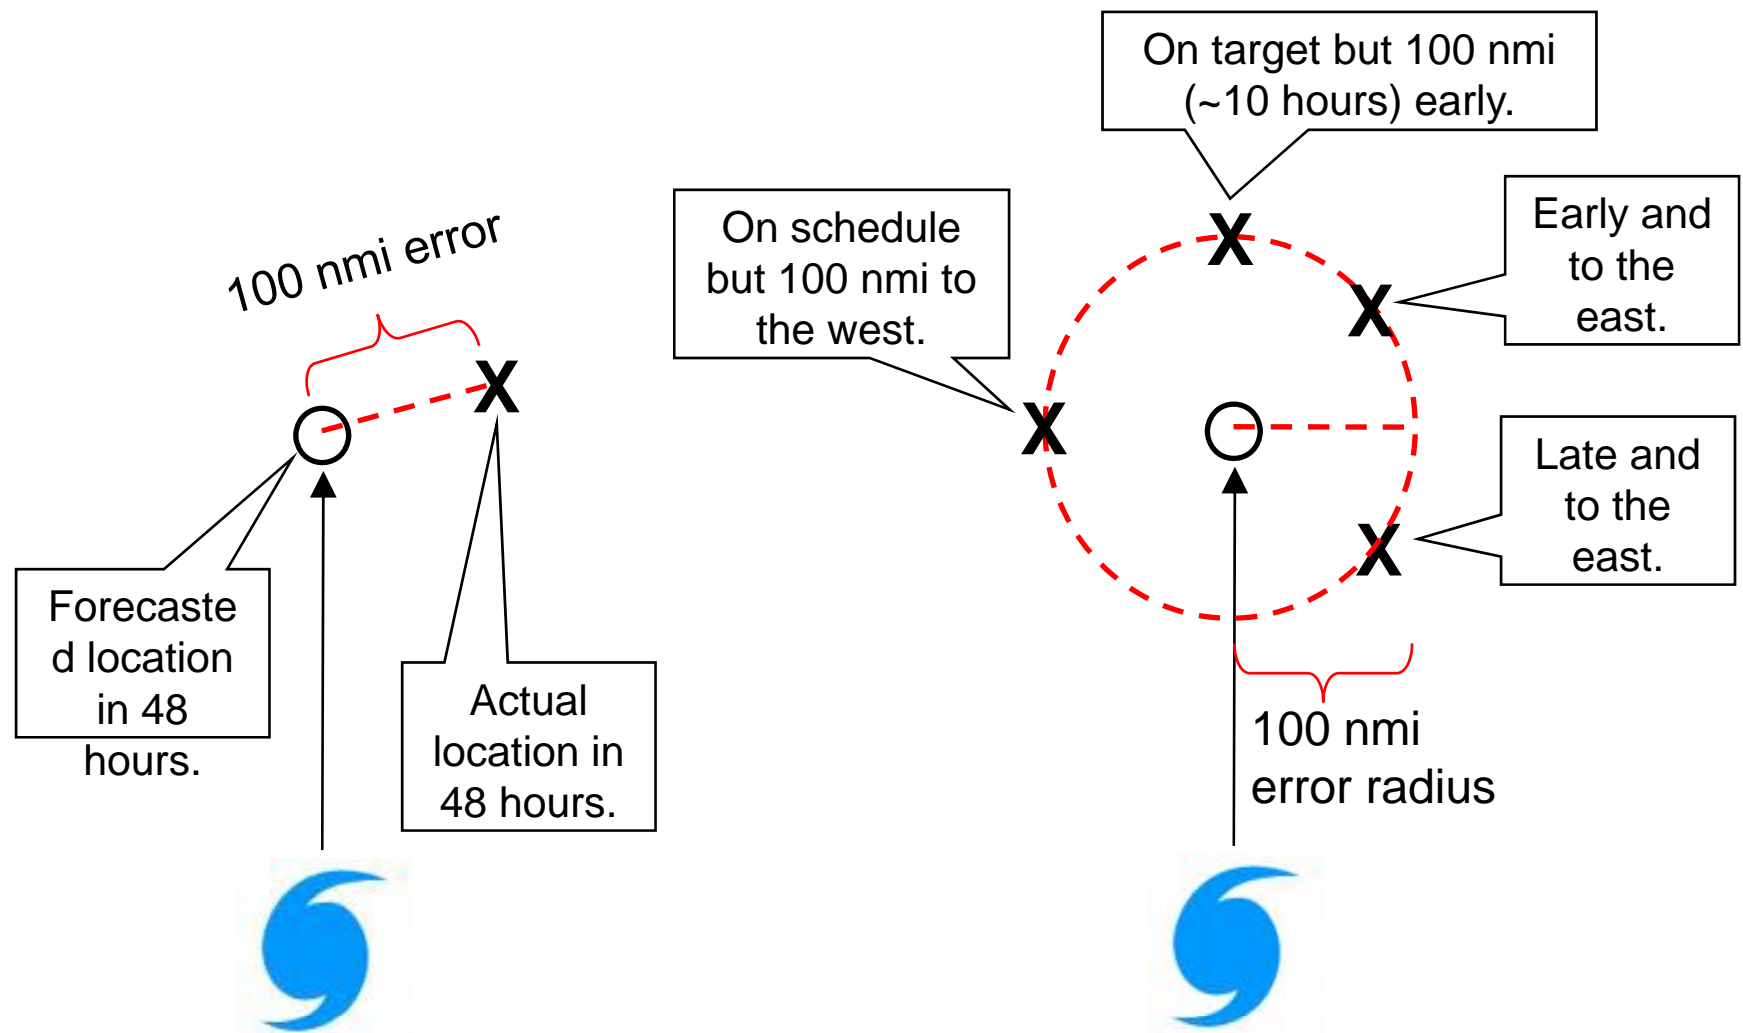 100 nmi error
Forecaste
d location
in 48
hours.
Actual
location in
48 hours.
X
On target but 100 nmi
(~10 hours) early.
On schedule
but 100 nmi to
the west.
Early and
to the
east.
Late and
to the
east.
X
X
X
X
100 nmi
error radius